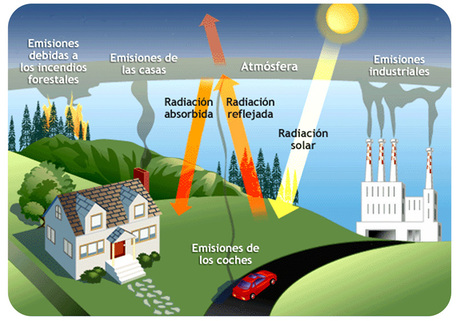 Emisiones
debidas a
los incendios
forestales
Emisiones de
las casas
Atmósfera
Emisiones
industriales
Radiación
absorbida
Radiación
reflejada
Radiación
solar
Emisiones de
los coches